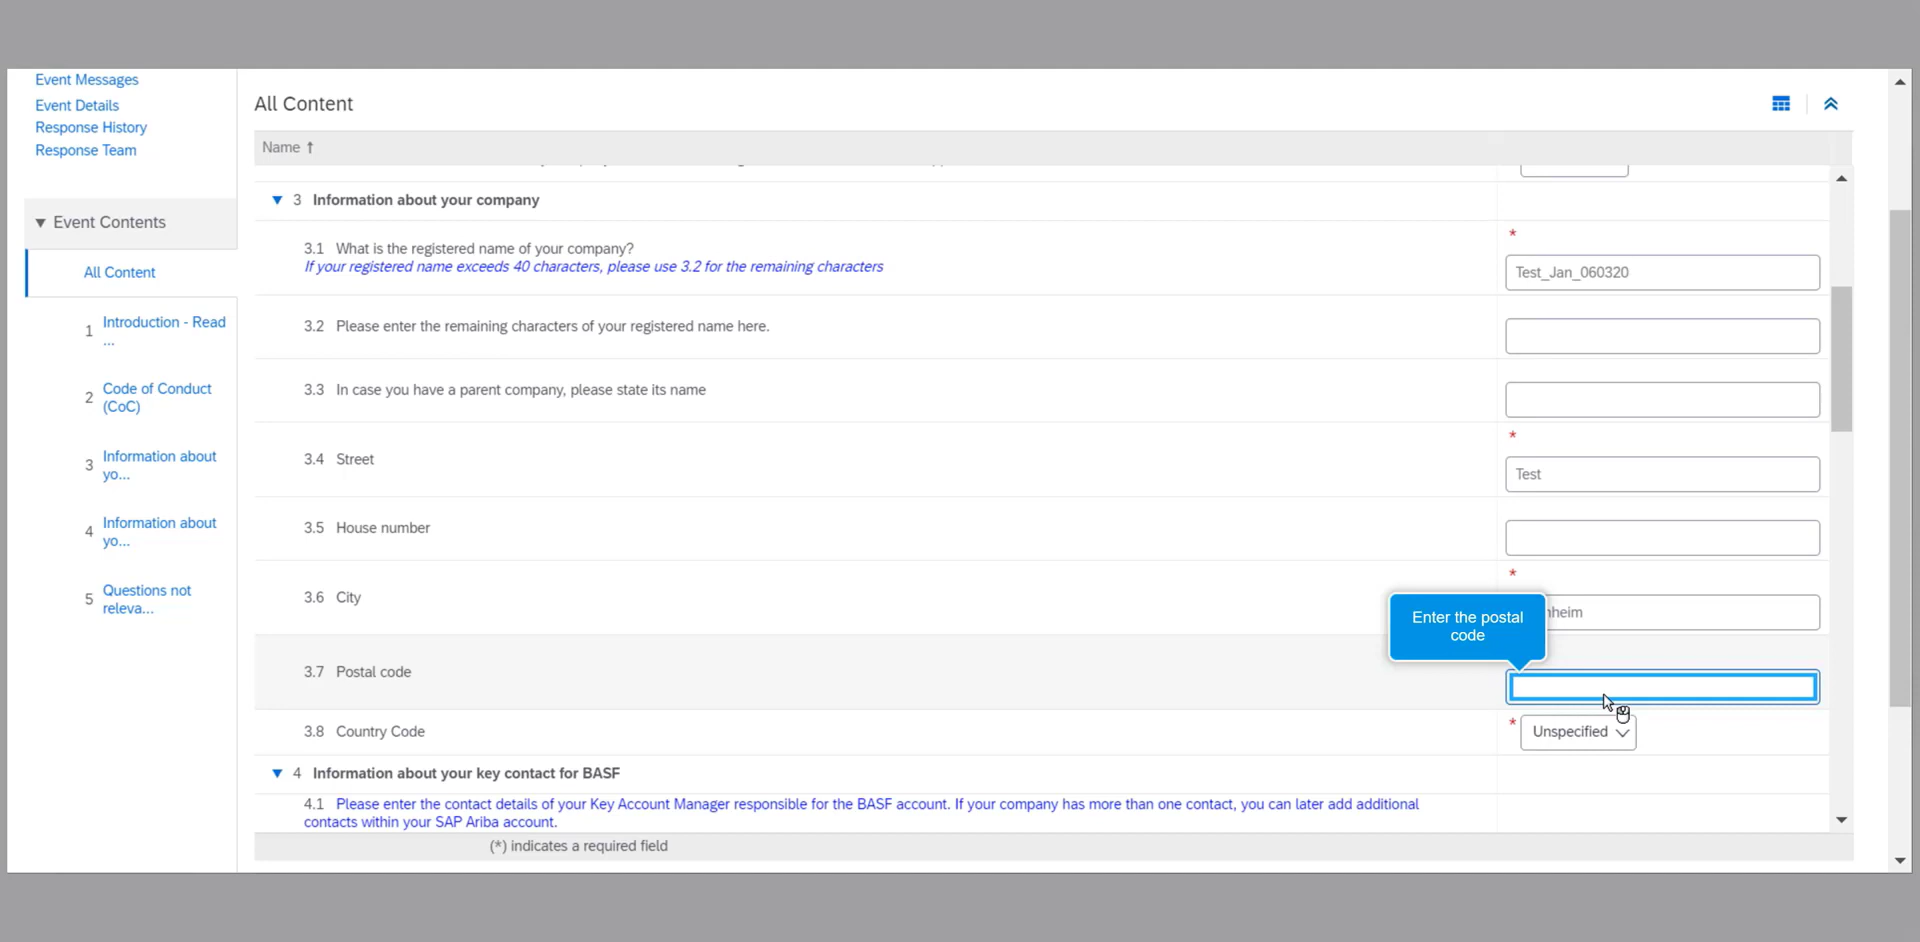 Event Messages
Event Details
Response History
Response Team
Event Contents
All Content
1 Introduction - Read
...
2 Code of Conduct
(CoC)
3 Information about
yo...
4 Information about
yo...
5 Questions not
releva...
All Content
Name ↑
3 Information about your company
3.1 What is the registered name of your company?
If your registered name exceeds 40 characters, please use 3.2 for the remaining characters
*
Test_Jan_060320
3.2 Please enter the remaining characters of your registered name here.
3.3 In case you have a parent company, please state its name
3.4 Street
*
Test
3.5 House number
3.6 City
*
nheim
Enter the postal
code
3.7 Postal code
3.8 Country Code
* Unspecified
4 Information about your key contact for BASF
4.1 Please enter the contact details of your Key Account Manager responsible for the BASF account. If your company has more than one contact, you can later add additional
contacts within your SAP Ariba account.
(*) indicates a required field